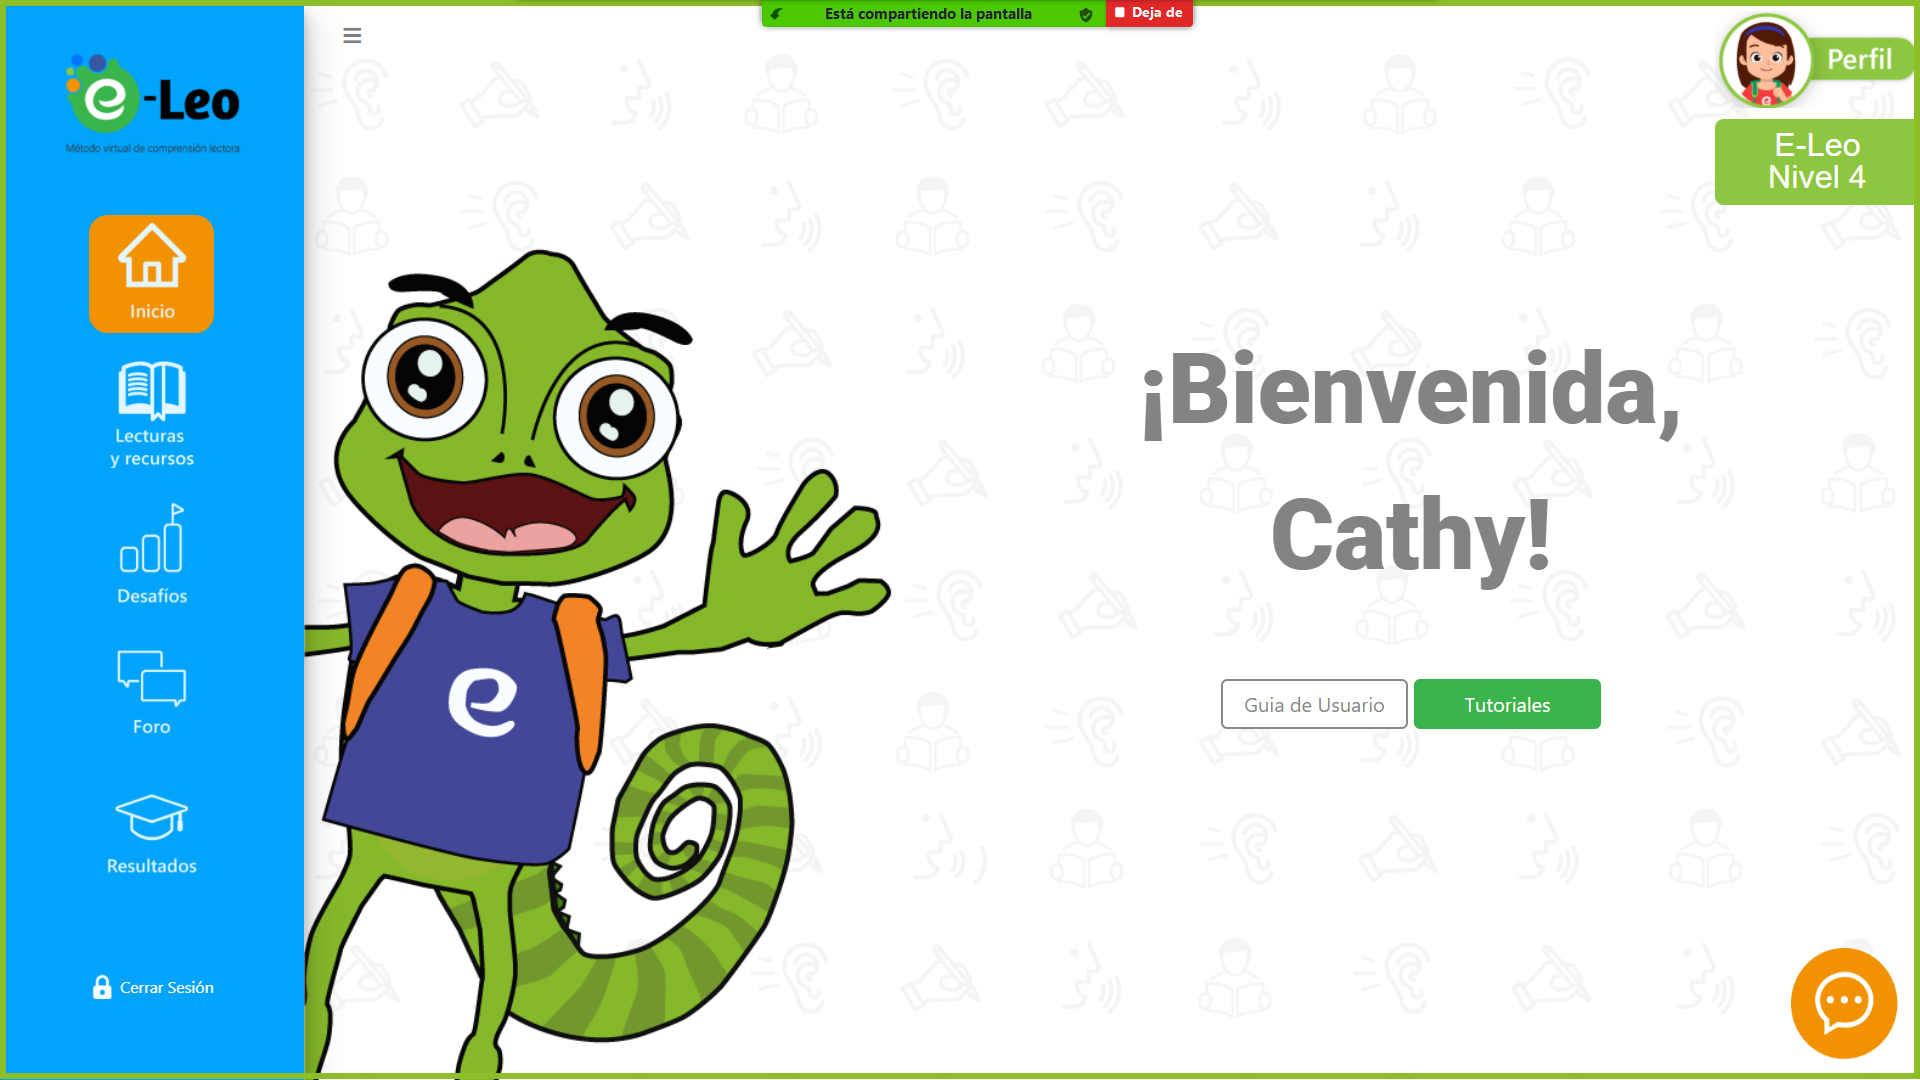 Está compartiendo la pantalla
Deja de
e-Leo
Método virtual de comprensión lectora
Perfil
E-Leo
Nivel 4
Inicio
Lecturas
y recursos
Desafíos
Foro
Resultados
Cerrar Sesión
¡Bienvenida,
Cathy!
Guia de Usuario
Tutoriales
e